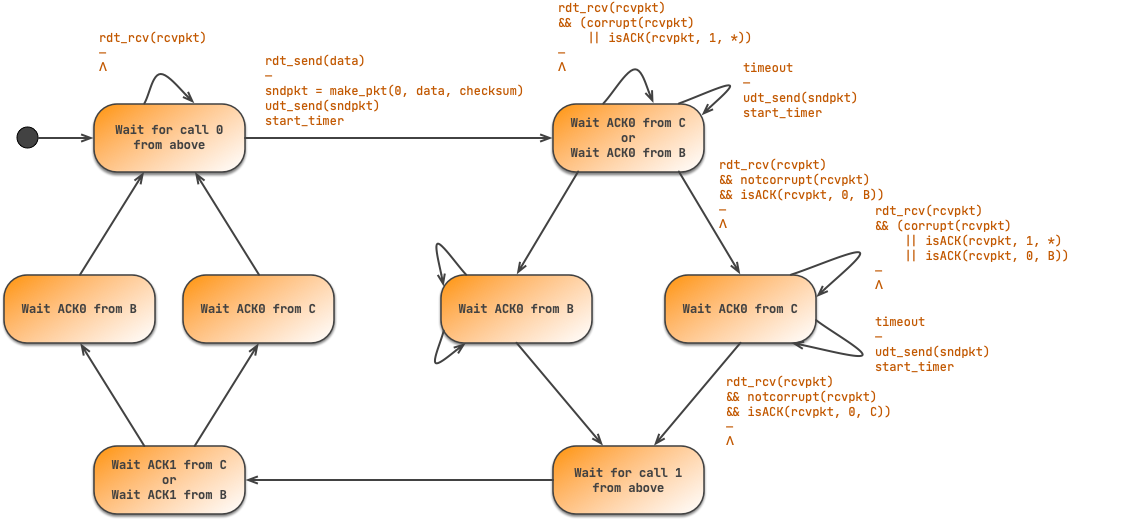 rdt_rcv(rcvpkt)
—
Λ
rdt_send(data)
—
sndpkt = make_pkt(0, data, checksum)
udt_send(sndpkt)
start_timer
rdt_rcv(rcvpkt)
&& (corrupt(rcvpkt)
|| isACK(rcvpkt, 1, *))
—
Λ
timeout
—
udt_send(sndpkt)
start_timer
Wait for call 0
from above
Wait ACK0 from C
or
Wait ACK0 from B
rdt_rcv(rcvpkt)
&& notcorrupt(rcvpkt)
&& isACK(rcvpkt, 0, B))
—
Λ
rdt_rcv(rcvpkt)
&& (corrupt(rcvpkt)
|| isACK(rcvpkt, 1, *)
|| isACK(rcvpkt, 0, B))
—
Λ
Wait ACK0 from B
Wait ACK0 from C
Wait ACK0 from B
Wait ACK0 from C
timeout
—
udt_send(sndpkt)
start_timer
rdt_rcv(rcvpkt)
&& notcorrupt(rcvpkt)
&& isACK(rcvpkt, 0, C))
—
Λ
Wait ACK1 from C
or
Wait ACK1 from B
Wait for call 1
from above